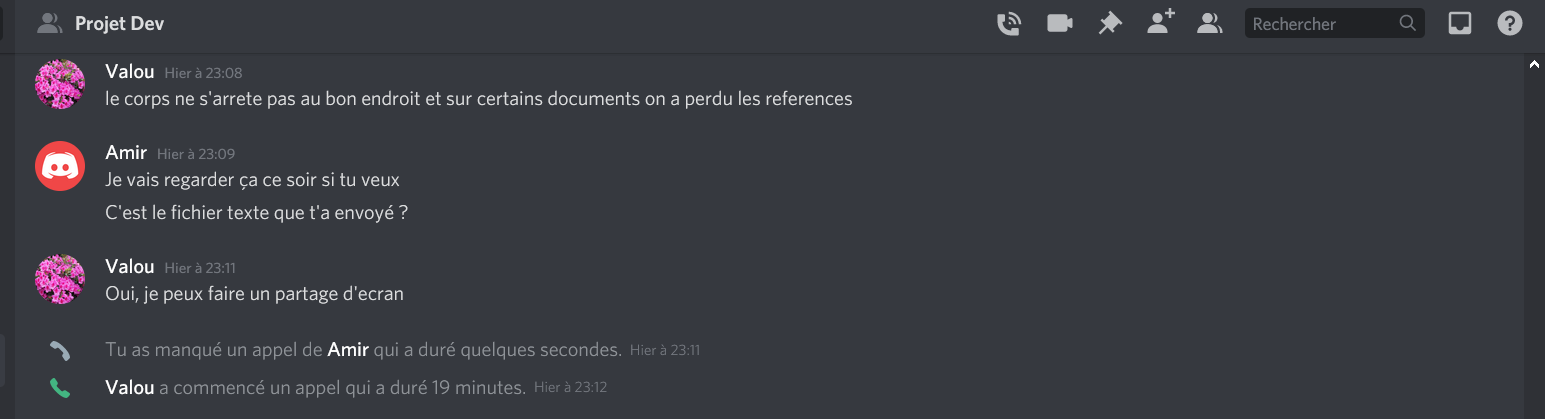 Projet Dev
Rechercher
Valou Hier à 23:08
le corps ne s'arrete pas au bon endroit et sur certains documents on a perdu les references
Amir Hier à 23:09
Je vais regarder ça ce soir si tu veux
C'est le fichier texte que t'a envoyé ?
Valou Hier à 23:11
Oui, je peux faire un partage d'ecran
Tu as manqué un appel de Amir qui a duré quelques secondes. Hier à 23:11
Valou a commencé un appel qui a duré 19 minutes. Hier à 23:12